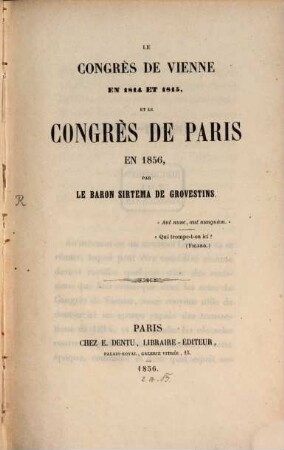 LE
CONGRÈS DE VIENNE
EN 1814 ET 1815,
ET LE
CONGRÈS DE PARIS
EN 1856,
PAR
LE BARON SIRTEMA DE GROVESTINS.
« Aut nunc, aut nunquam. »
« Qui trompe-t-on ici ?
(FIGARO.)
R
PARIS
CHEZ E. DENTU, LIBRAIRE-ÉDITEUR,
PALAIS-ROYAL, GALERIE VITRÉE, 13.
1856.